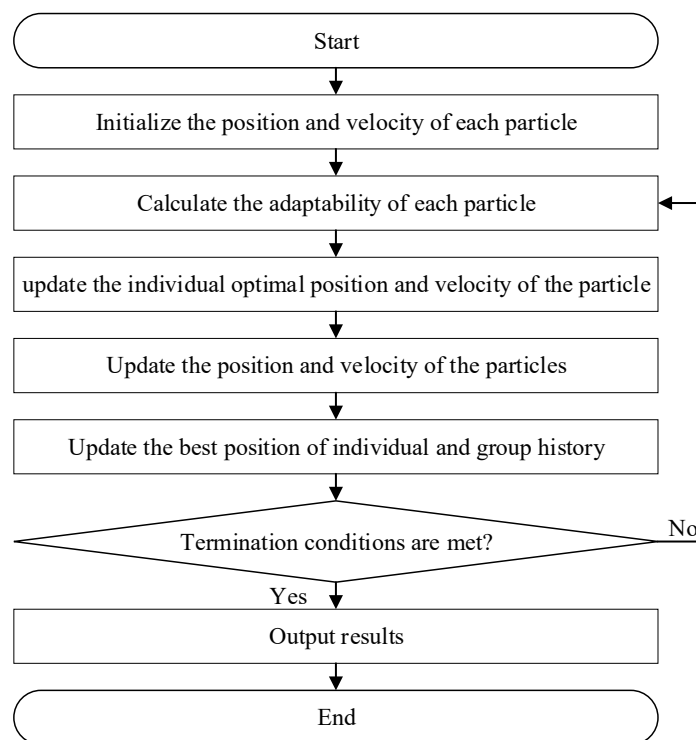 Start
Initialize the position and velocity of each particle
Calculate the adaptability of each particle
update the individual optimal position and velocity of the particle
Update the position and velocity of the particles
Update the best position of individual and group history
Termination conditions are met?
No
Yes
Output results
End